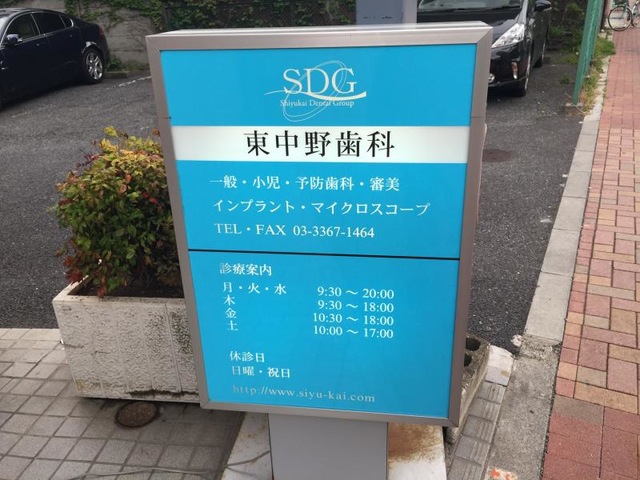 SDG
Shiyukai Dental Group
東中野歯科
一般・小児・予防歯科・審美
インプラント・マイクロスコープ
TEL・FAX 03-3367-1464
診療案内
月・火・水 9:30 〜 20:00
木 9:30 〜 18:00
金 10:30 〜 18:00
土 10:00 〜 17:00
休診日
日曜・祝日
http://www.siyu-kai.com